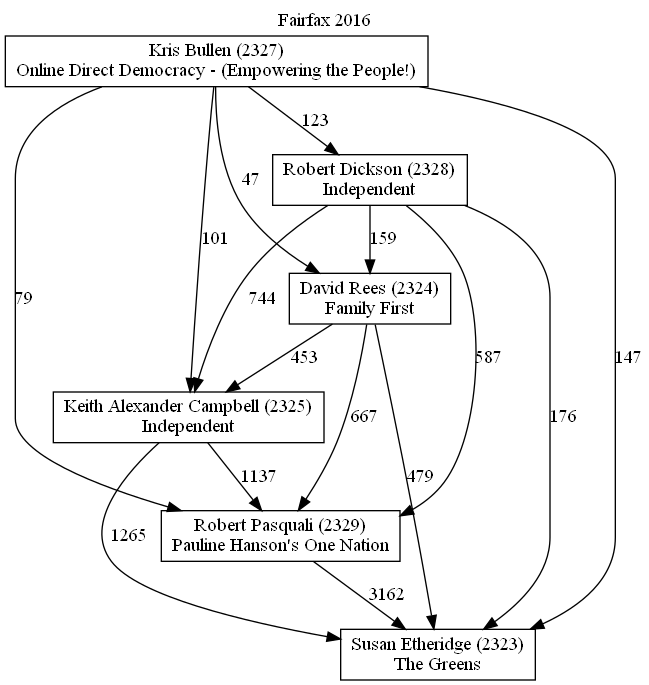 Fairfax 2016
Kris Bullen (2327)
Online Direct Democracy - (Empowering the People!)
123
Robert Dickson (2328)
Independent
47
101
159
744
David Rees (2324)
Family First
79
453
587
147
Keith Alexander Campbell (2325)
Independent
667
176
1137
479
Robert Pasquali (2329)
Pauline Hanson's One Nation
1265
3162
Susan Etheridge (2323)
The Greens